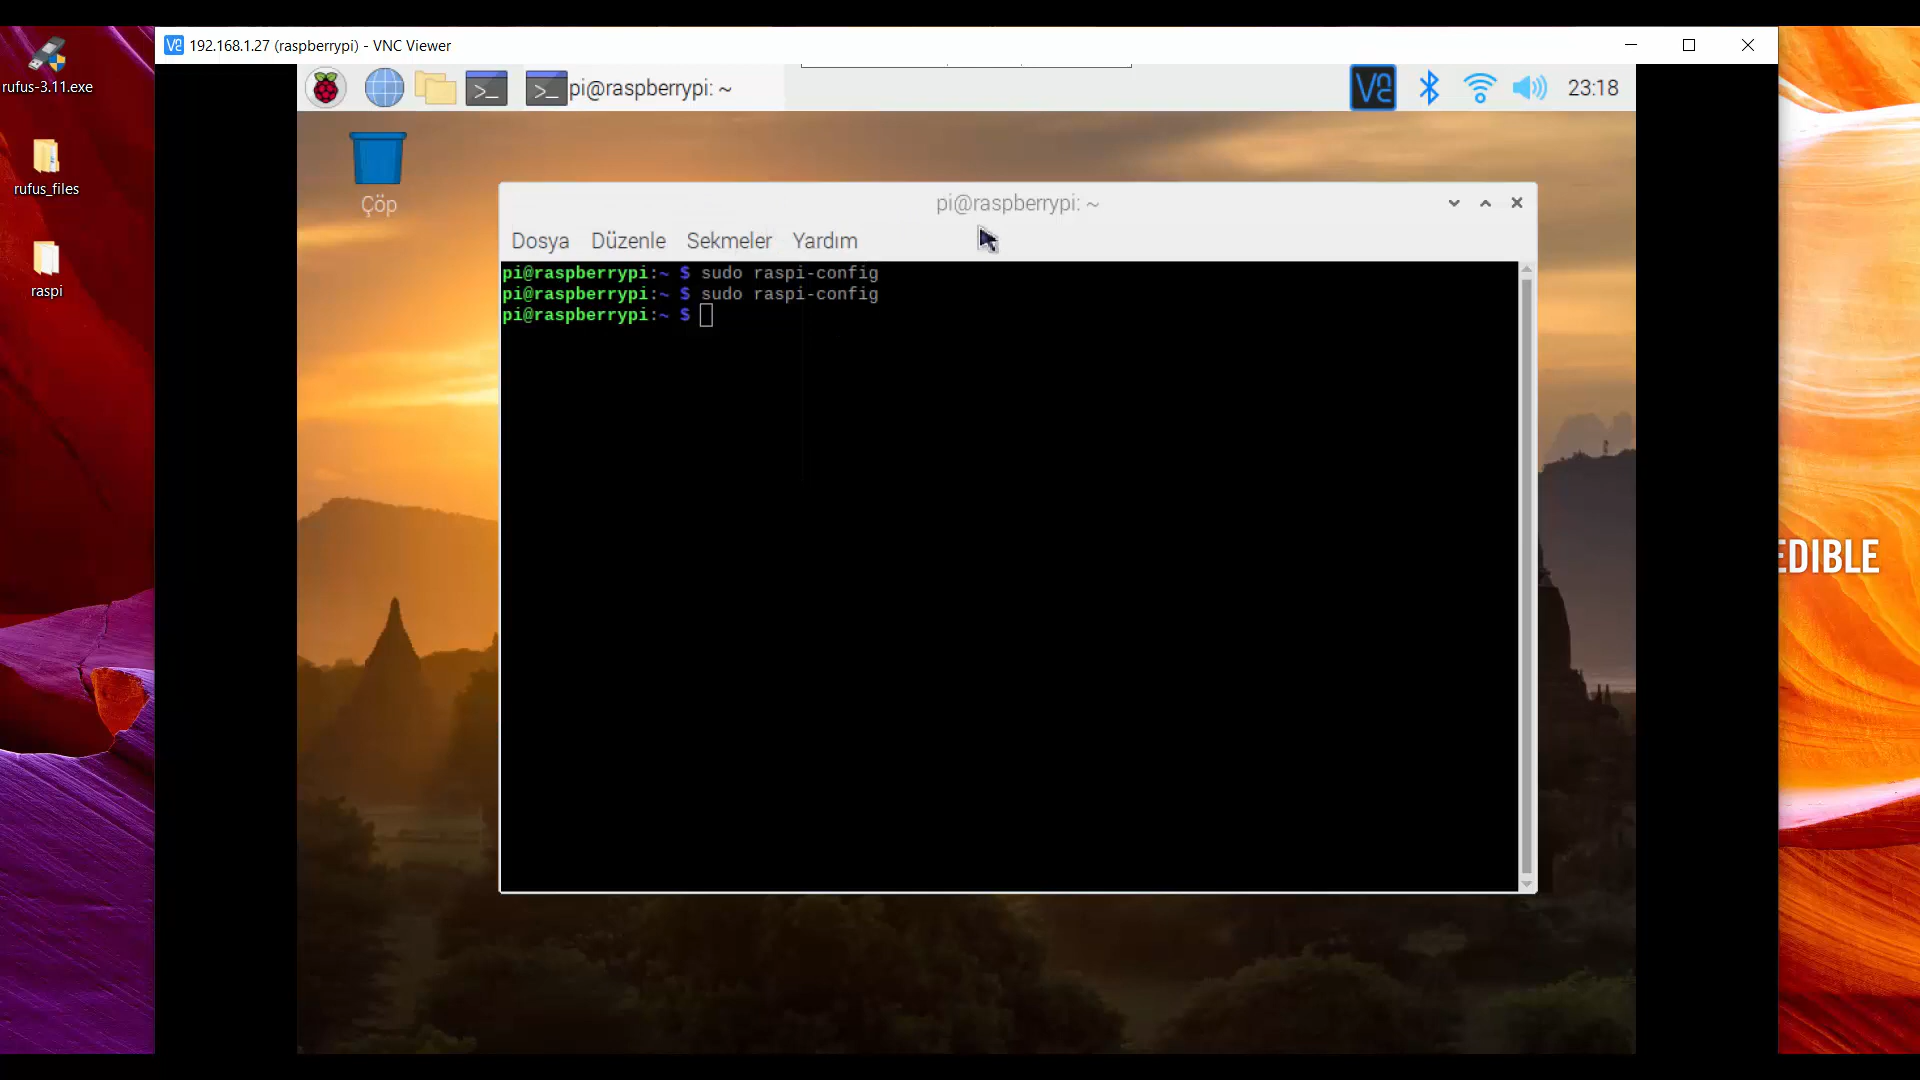 192.168.1.27 (raspberrypi) - VNC Viewer
rufus-3.11.exe
rufus_files
raspi
pi@raspberrypi: ~
23:18
Çöp
pi@raspberrypi: ~
Dosya Düzenle Sekmeler Yardım
pi@raspberrypi:~ $ sudo raspi-config
pi@raspberrypi:~ $ sudo raspi-config
pi@raspberrypi:~ $
EDIBLE